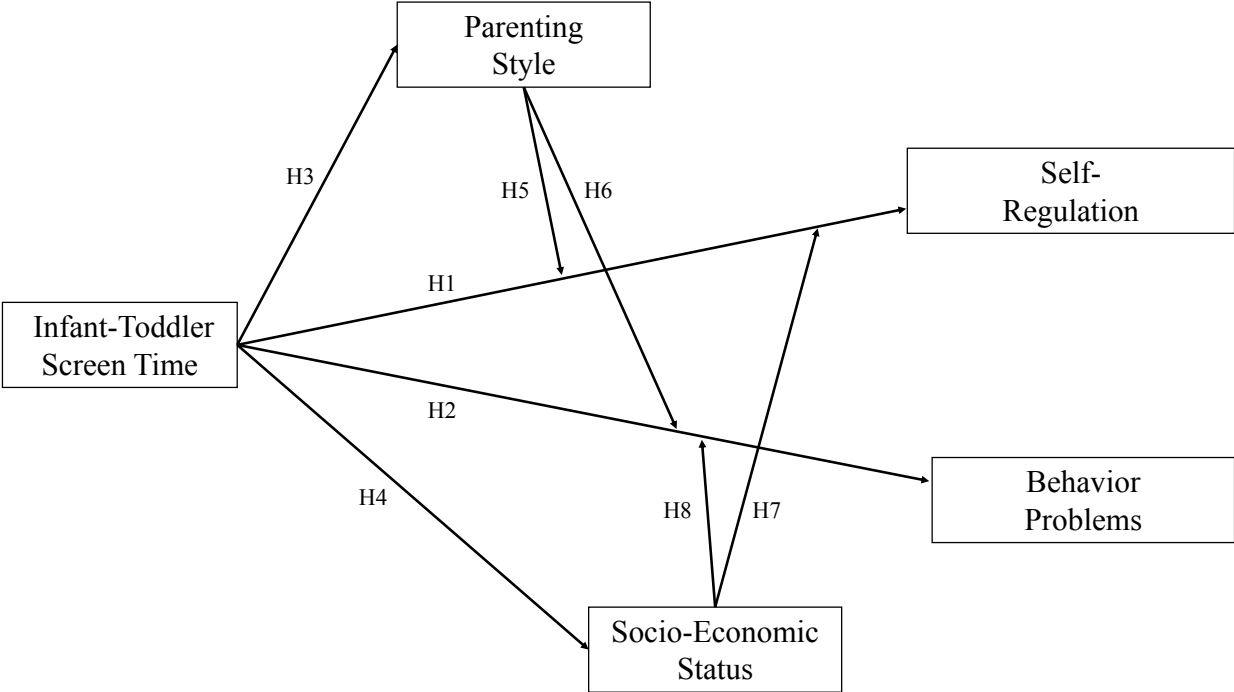 Parenting
Style
H3
H5
H6
Self-
Regulation
H1
Infant-Toddler
Screen Time
H2
H4
H8
H7
Behavior
Problems
Socio-Economic
Status